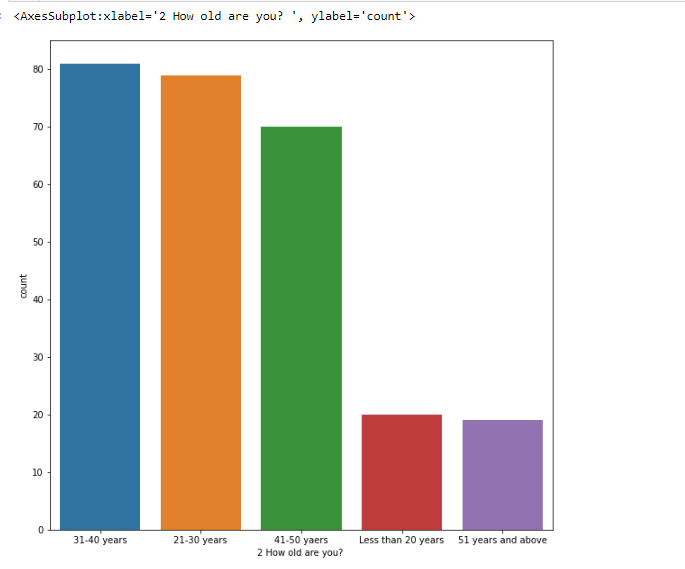 <AxesSubplot:xlabel='2 How old are you? ', ylabel='count'>
80
70
60
50
40
30
20
10
0
count
31-40 years 21-30 years 41-50 yaers Less than 20 years 51 years and above
2 How old are you?